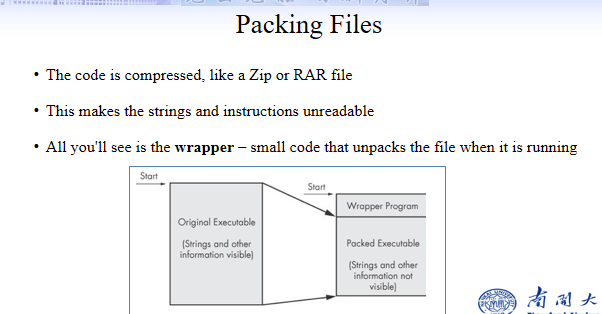 Packing Files
• The code is compressed, like a Zip or RAR file
• This makes the strings and instructions unreadable
• All you'll see is the wrapper – small code that unpacks the file when it is running
Start
Start
Wrapper Program
Original Executable
(Strings and other
information visible)
Packed Executable
(Strings and other
information not
visible)
南開大